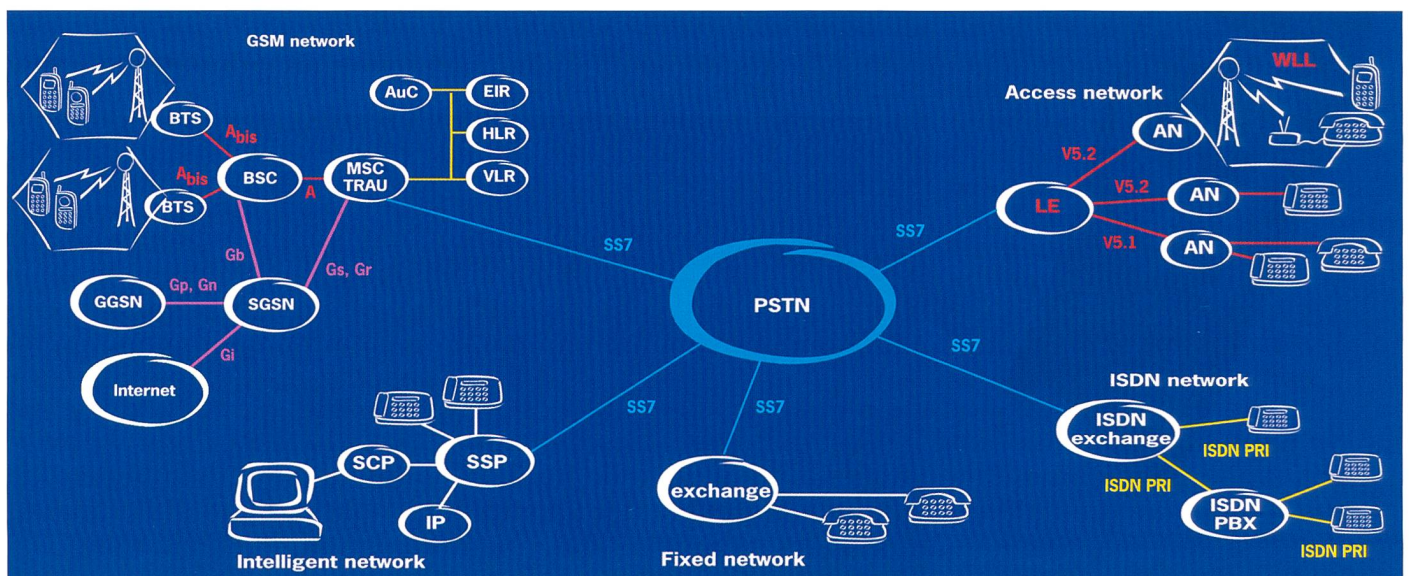 GSM network
BTS
A bis
BSC
A
MSC
TRAU
AuC
EIR
HLR
VLR
A bis
BTS
Gb
Gs, Gr
GGSN
Gp, Gn
SGSN
Gi
Internet
SS7
PSTN
SS7
Access network
WLL
AN
V5.2
LE
V5.2
AN
V5.1
AN
SS7
SSP
SCP
IP
Intelligent network
SS7
exchange
Fixed network
SS7
ISDN network
ISDN
exchange
ISDN PRI
ISDN PRI
ISDN
PBX
ISDN PRI